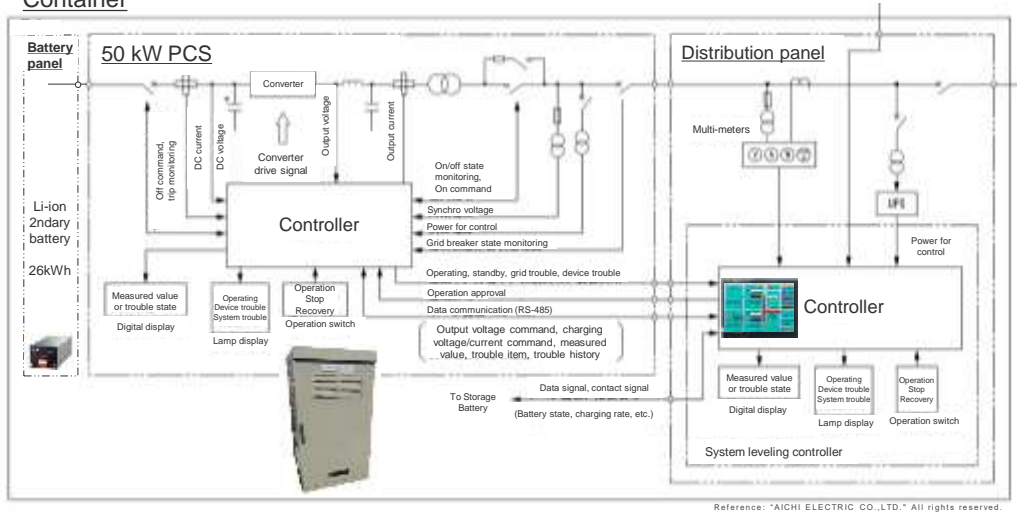 Container
Battery
panel
50 kW PCS
Distribution panel
Converter
Off command,
trip monitoring
DC current
DC voltage
Converter
drive signal
Output voltage
Output current
On/off state
monitoring,
On command
Synchro voltage
Power for control
Grid breaker state monitoring
Controller
Li-ion
2ndary
battery
26kWh
Operating, standby, grid trouble, device trouble
Operation approval
Data communication (RS-485)
Output voltage command, charging
voltage/current command, measured
value, trouble item, trouble history
Measured value
or trouble state
Digital display
Operating
Device trouble
System trouble
Lamp display
Operation
Stop
Recovery
Operation switch
Data signal, contact signal
To Storage
Battery
(Battery state, charging rate, etc.)
Multi-meters
UPS
Power for
control
Controller
Measured value
or trouble state
Digital display
Operating
Device trouble
System trouble
Lamp display
Operation
Stop
Recovery
Operation switch
System leveling controller
Reference: "AICHI ELECTRIC CO.,LTD." All rights reserved.